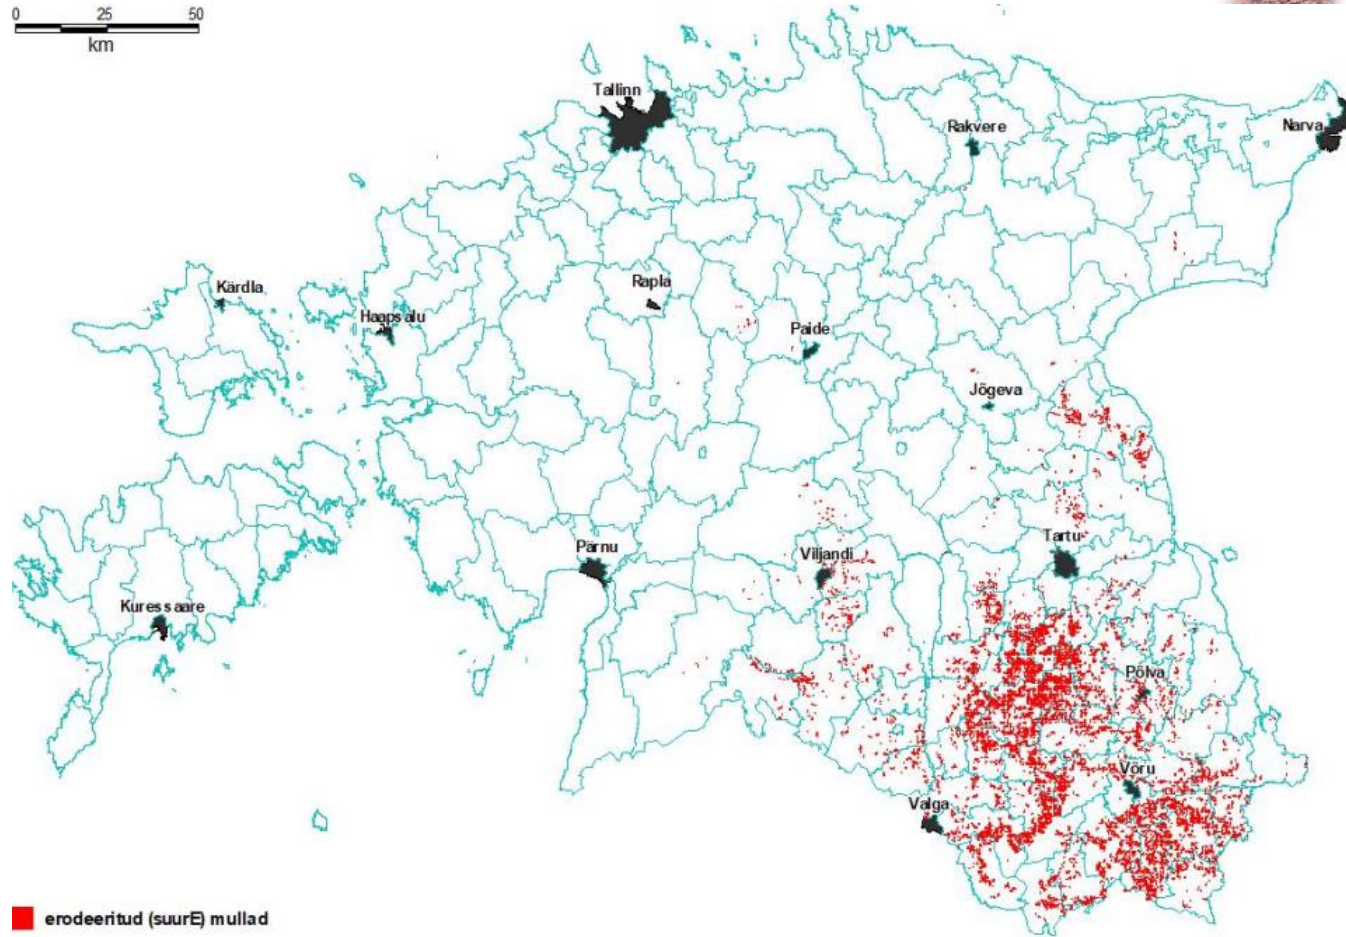 0 25 50
km
Tallinn
Rakvere
Narva
Kärdla
Rapla
Haapsalu
Paide
Jõgeva
Pärnu
Viljandi
Tartu
Kuressaare
Põlva
Võru
Valga
erodeeritud (suurE) mullad